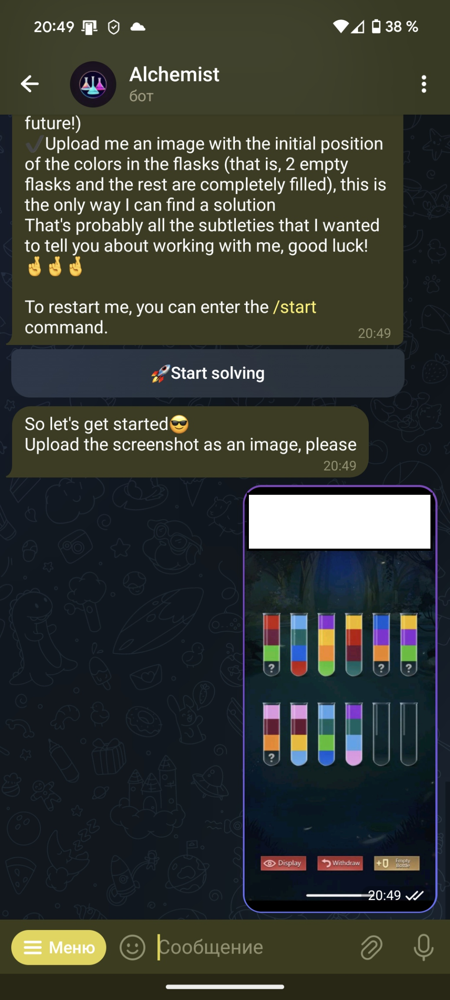 20:49
38 %
Alchemist
бот
future!)
✔Upload me an image with the initial position
of the colors in the flasks (that is, 2 empty
flasks and the rest are completely filled), this is
the only way I can find a solution
That's probably all the subtleties that I wanted
to tell you about working with me, good luck!
🤞🤞🤞
To restart me, you can enter the /start
command.
20:49
🚀Start solving
So let's get started😎
Upload the screenshot as an image, please
20:49
? ? ?
?
Display
Withdraw
+
Empty
Bottle
20:49
Меню
Сообщение